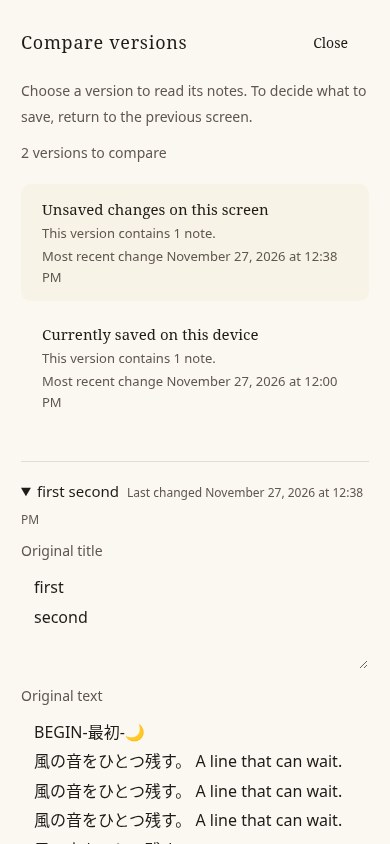 Compare versions
Close
Choose a version to read its notes. To decide what to
save, return to the previous screen.
2 versions to compare
Unsaved changes on this screen
This version contains 1 note.
Most recent change November 27, 2026 at 12:38
PM
Currently saved on this device
This version contains 1 note.
Most recent change November 27, 2026 at 12:00
PM
▼ first second Last changed November 27, 2026 at 12:38
PM
Original title
first
second
Original text
BEGIN-最初-🌙
風の音をひとつ残す。 A line that can wait.
風の音をひとつ残す。 A line that can wait.
風の音をひとつ残す。 A line that can wait.